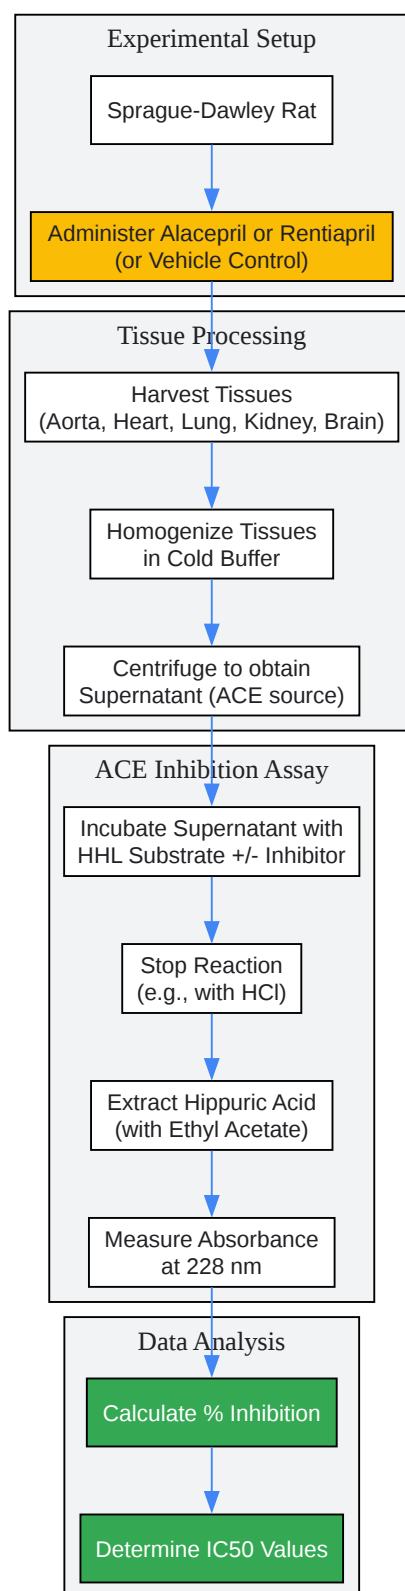 Experimental Setup
Sprague-Dawley Rat
Administer Alacepril or Rentiapril
(or Vehicle Control)
Tissue Processing
Harvest Tissues
(Aorta, Heart, Lung, Kidney, Brain)
Homogenize Tissues
in Cold Buffer
Centrifuge to obtain
Supernatant (ACE source)
ACE Inhibition Assay
Incubate Supernatant with
HHL Substrate +/- Inhibitor
Stop Reaction
(e.g., with HCl)
Extract Hippuric Acid
(with Ethyl Acetate)
Measure Absorbance
at 228 nm
Data Analysis
Calculate % Inhibition
Determine IC50 Values